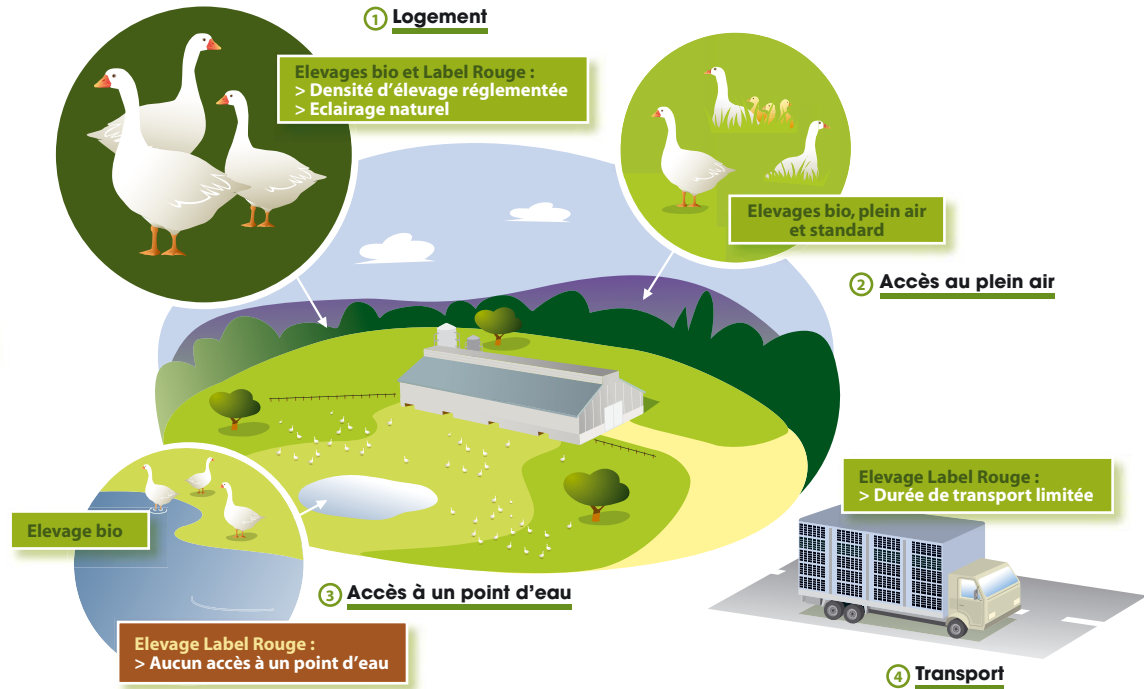 1 Logement
Elevages bio et Label Rouge :
> Densité d’élevage réglementée
> Eclairage naturel
Elevages bio, plein air
et standard
2 Accès au plein air
Elevage bio
3 Accès à un point d’eau
Elevage Label Rouge :
> Aucun accès à un point d’eau
Elevage Label Rouge :
> Durée de transport limitée
4 Transport